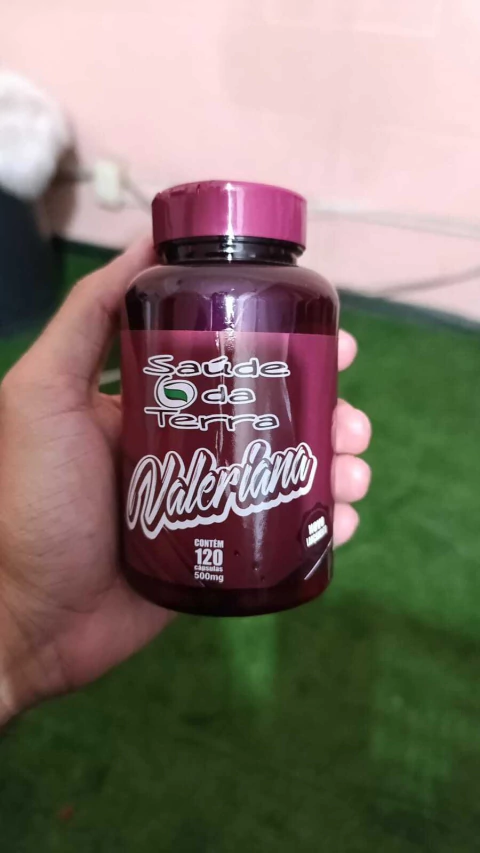 Saúde
da
Terra
Valeriana
CONTÉM
120
cápsulas
500mg